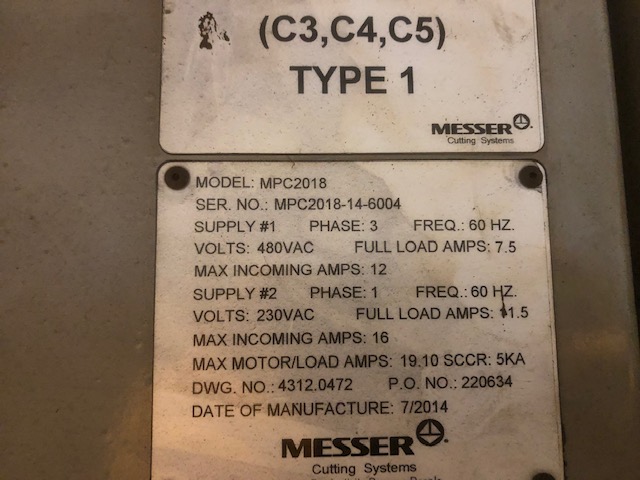 (C3,C4,C5)
TYPE 1
MESSER
Cutting Systems
MODEL: MPC2018
SER. NO.: MPC2018-14-6004
SUPPLY #1 PHASE: 3 FREQ.: 60 HZ.
VOLTS: 480VAC FULL LOAD AMPS: 7.5
MAX INCOMING AMPS: 12
SUPPLY #2 PHASE: 1 FREQ.: 60 HZ.
VOLTS: 230VAC FULL LOAD AMPS: 11.5
MAX INCOMING AMPS: 16
MAX MOTOR/LOAD AMPS: 19.10 SCCR: 5KA
DWG. NO.: 4312.0472 P.O. NO.: 220634
DATE OF MANUFACTURE: 7/2014
MESSER
Cutting Systems